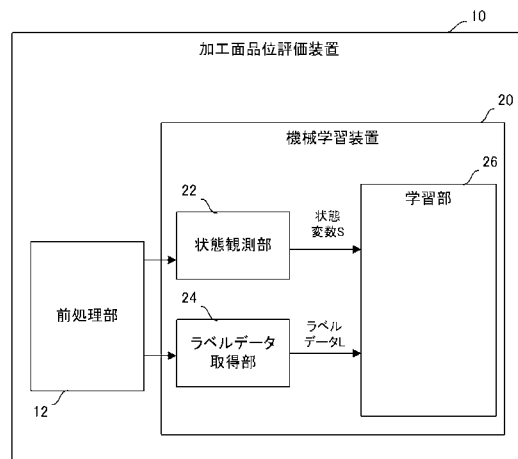 10
加工面品位評価装置
20
機械学習装置
26
学習部
22
状態観測部
状態
変数S
前処理部
12
24
ラベルデータ
取得部
ラベル
データL